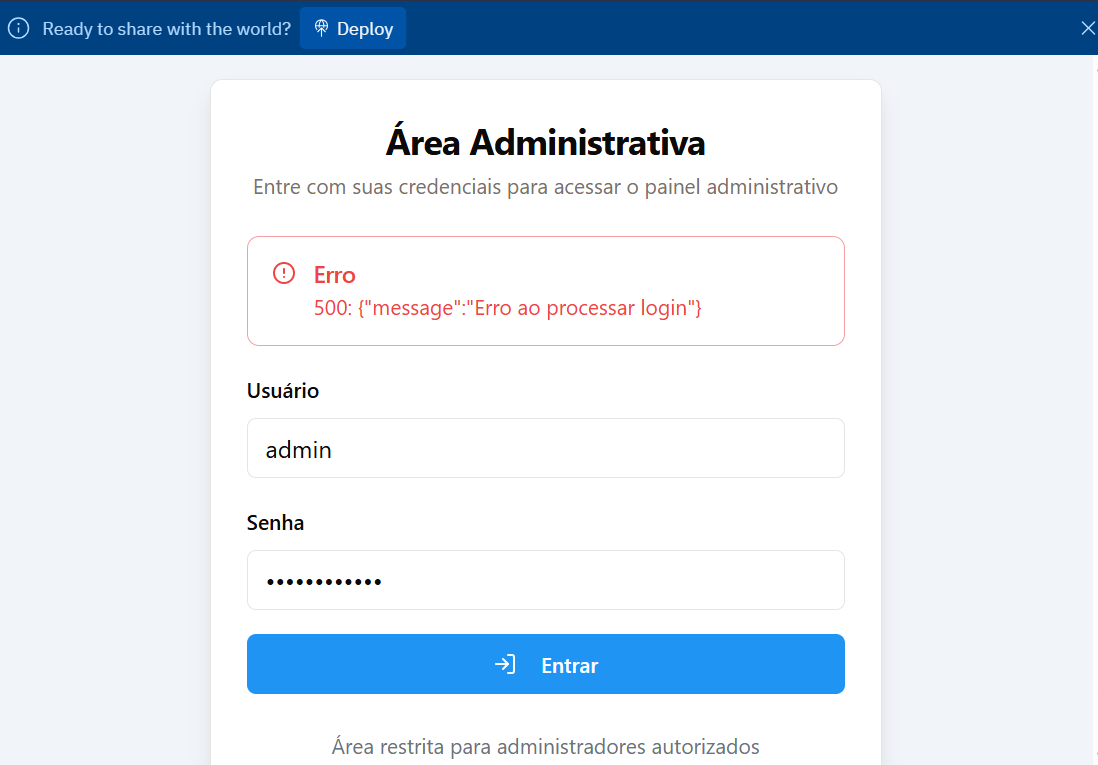 Ready to share with the world? Deploy
Área Administrativa
Entre com suas credenciais para acessar o painel administrativo
Erro
500: {"message":"Erro ao processar login"}
Usuário
admin
Senha
••••••••••••
Entrar
Área restrita para administradores autorizados